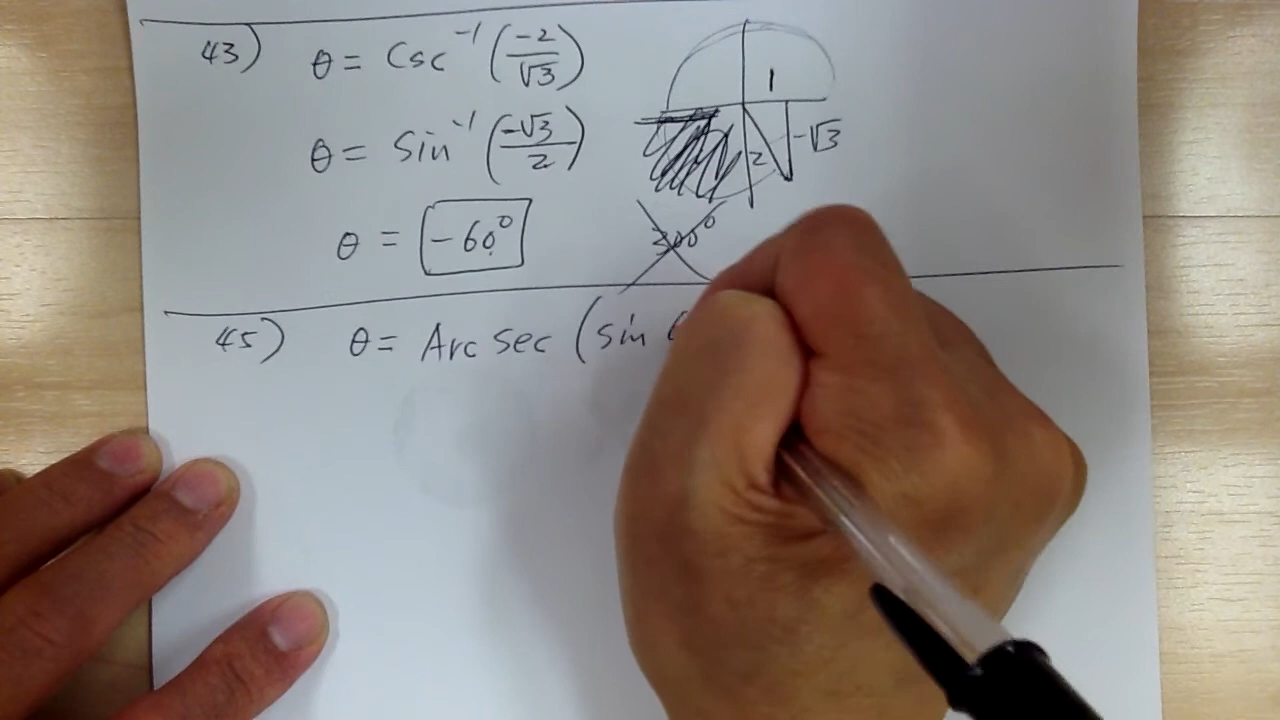 43) θ = Csc⁻¹(-2/√3)
θ = Sin⁻¹(-√3/2)
θ = -60°
1
2
-√3
300°
45) θ = Arc sec (sin